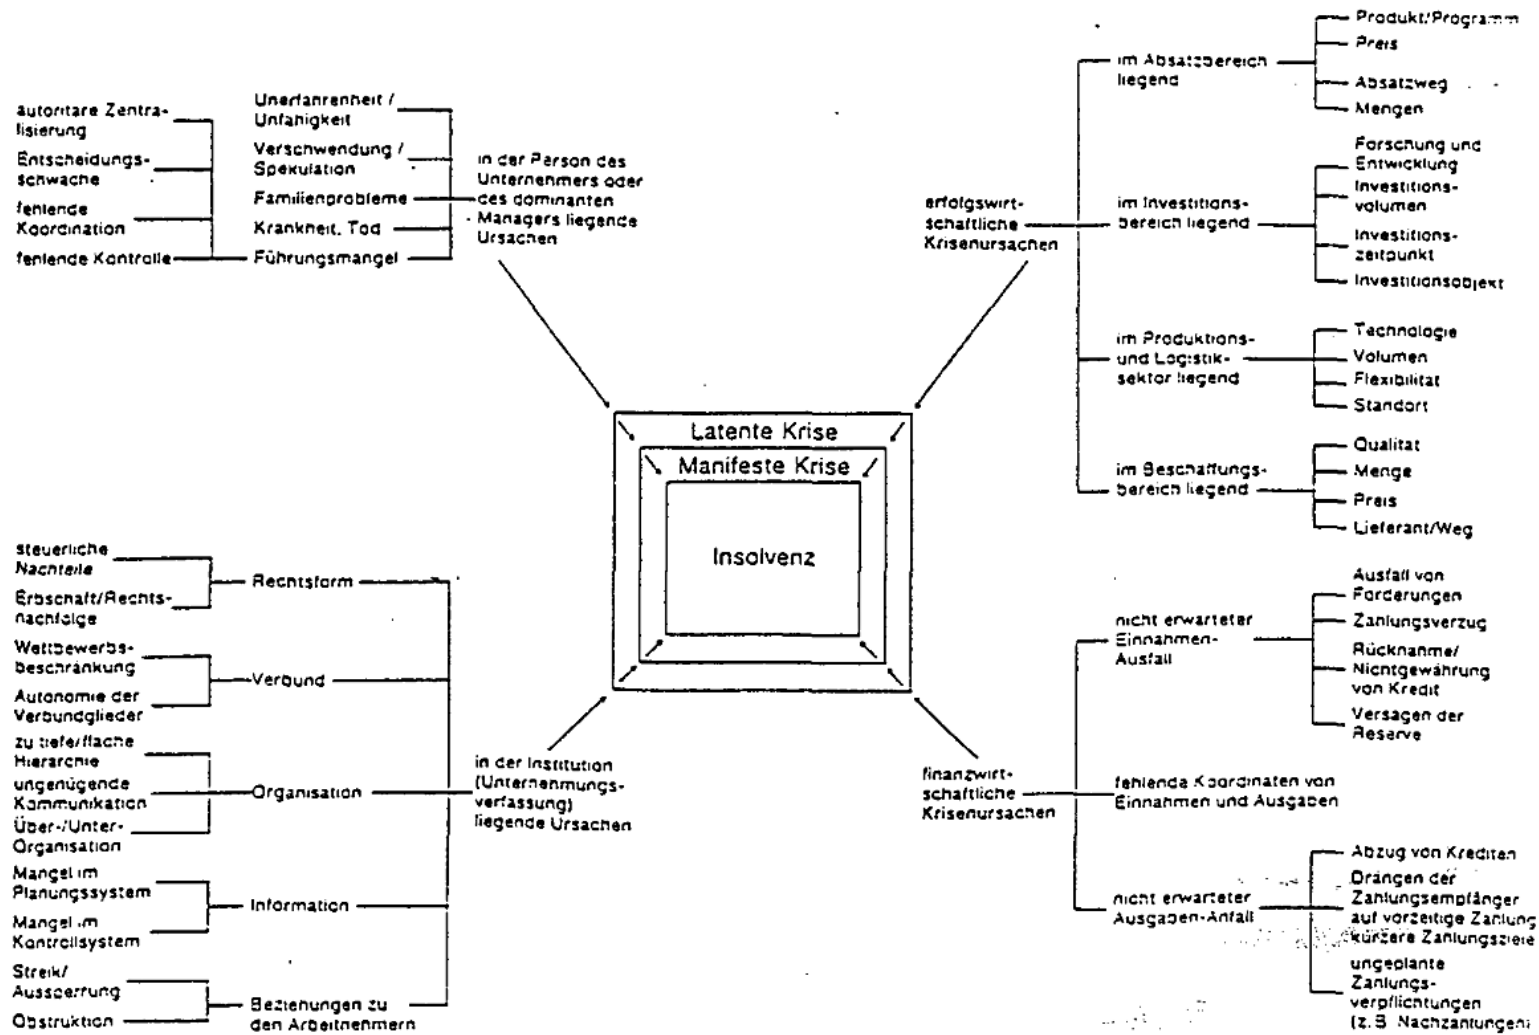 autoritäre Zentra-
lisierung
Entscheidungs-
schwäche
fehlende
Koordination
fehlende Kontrolle
Unerfahrenheit /
Unfähigkeit
Verschwendung /
Spekulation
Familienprobleme
Krankheit, Tod
Führungsmangel
in der Person des
Unternehmers oder
des dominanten
Managers liegende
Ursachen
erfolgswirt-
schaftliche
Krisenursachen
im Absatzbereich
liegend
Produkt/Programm
Preis
Absatzweg
Mengen
im Investitions-
bereich liegend
Forschung und
Entwicklung
Investitions-
volumen
Investitions-
zeitpunkt
Investitionsobjekt
im Produktions-
und Logistik-
sektor liegend
Technologie
Volumen
Flexibilität
Standort
im Beschaffungs-
bereich liegend
Qualität
Menge
Preis
Lieferant/Weg
Latente Krise
Manifeste Krise
Insolvenz
steuerliche
Nachteile
Erbschaft/Rechts-
nachfolge
Rechtsform
Wettbewerbs-
beschränkung
Autonomie der
Verbundglieder
Verbund
zu tiefe/flache
Hierarchie
ungenügende
Kommunikation
Über-/Unter-
Organisation
Organisation
Mangel im
Planungssystem
Mangel im
Kontrollsystem
Information
Streik/
Aussperrung
Obstruktion
Beziehungen zu
den Arbeitnehmern
in der Institution
(Unternehmungs-
verfassung)
liegende Ursachen
finanzwirt-
schaftliche
Krisenursachen
nicht erwarteter
Einnahmen-
Ausfall
Ausfall von
Forderungen
Zahlungsverzug
Rücknahme/
Nichtgewährung
von Kredit
Versagen der
Reserve
fehlende Koordinaten von
Einnahmen und Ausgaben
nicht erwarteter
Ausgaben-Anfall
Abzug von Krediten
Drängen der
Zahlungsempfänger
auf vorzeitige Zahlung
kürzere Zahlungsziele
ungeplante
Zahlungs-
verpflichtungen
(z.B. Nachzahlungen)